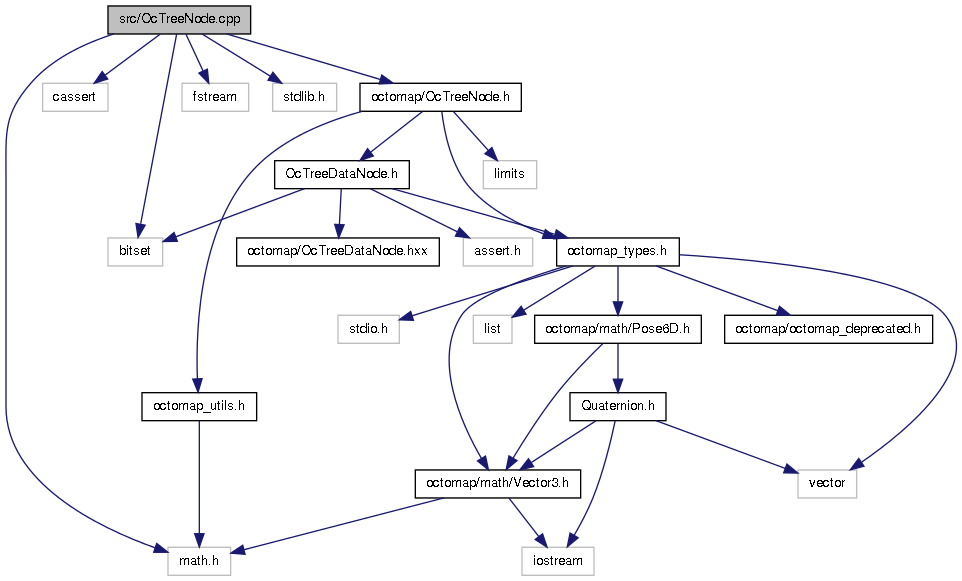 src/OcTreeNode.cpp
cassert
fstream
stdlib.h
octomap/OcTreeNode.h
OcTreeDataNode.h
limits
bitset
octomap/OcTreeDataNode.hxx
assert.h
octomap_types.h
stdio.h
list
octomap/math/Pose6D.h
octomap/octomap_deprecated.h
octomap_utils.h
Quaternion.h
octomap/math/Vector3.h
vector
math.h
iostream